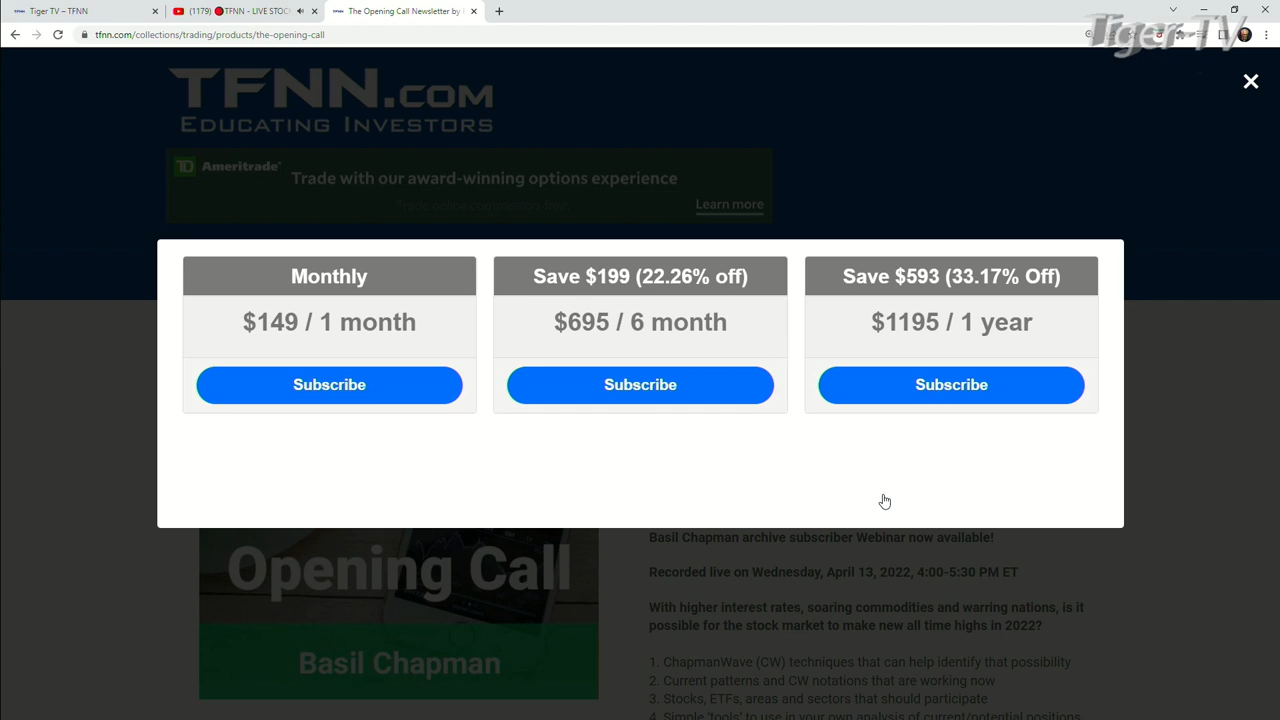 Tiger TV – TFNN
(1179) 🔴TFNN - LIVE STOC
The Opening Call Newsletter by
tfnn.com/collections/trading/products/the-opening-call
Tiger TV
TFNN.COM
EDUCATING INVESTORS
TD Ameritrade
Trade with our award-winning options experience
Learn more
Monthly
$149 / 1 month
Subscribe
Save $199 (22.26% off)
$695 / 6 month
Subscribe
Save $593 (33.17% Off)
$1195 / 1 year
Subscribe
Opening Call
Basil Chapman
Basil Chapman archive subscriber Webinar now available!
Recorded live on Wednesday, April 13, 2022, 4:00-5:30 PM ET
With higher interest rates, soaring commodities and warring nations, is it
possible for the stock market to make new all time highs in 2022?
1. ChapmanWave (CW) techniques that can help identify that possibility
2. Current patterns and CW notations that are working now
3. Stocks, ETFs, areas and sectors that should participate
4. Simple 'tools' to use in your own analysis of current/potential positions